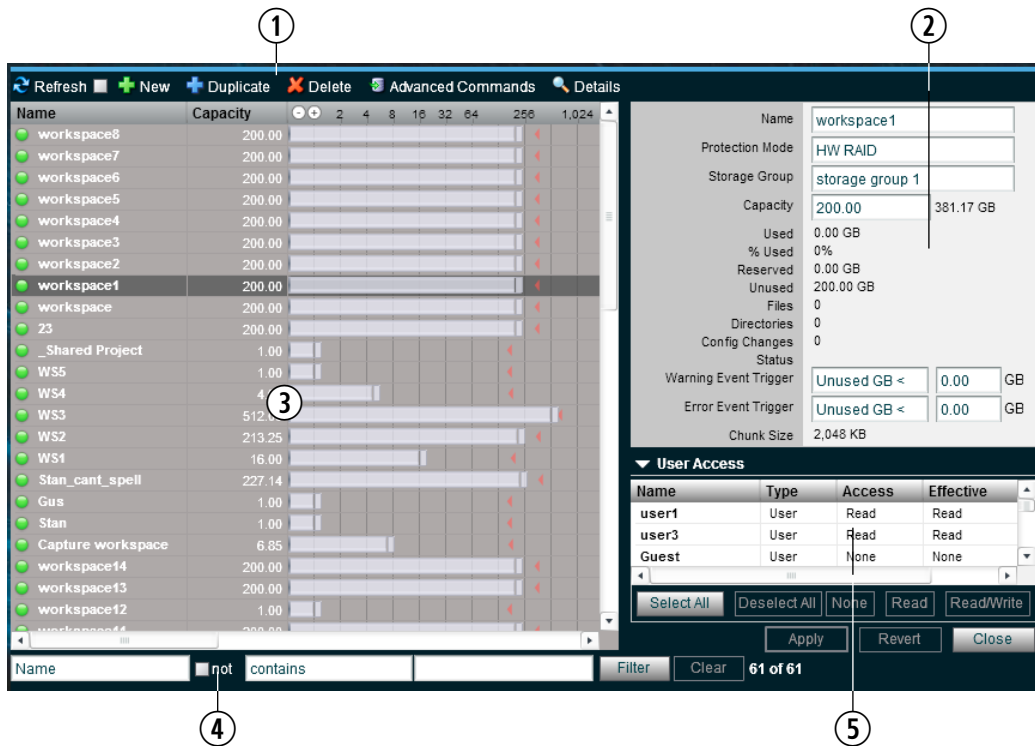 1
2
Refresh New Duplicate Delete Advanced Commands Details
Name Capacity - + 2 4 8 16 32 64 256 1,024
workspace8 200.00
workspace7 200.00
workspace6 200.00
workspace5 200.00
workspace4 200.00
workspace3 200.00
workspace2 200.00
workspace1 200.00
workspace 200.00
23 200.00
_Shared Project 1.00
WS5 1.00
WS4 4
3
WS3 512.0
WS2 213.25
WS1 16.00
Stan_cant_spell 227.14
Gus 1.00
Stan 1.00
Capture workspace 6.85
workspace14 200.00
workspace13 200.00
workspace12 1.00
Name not contains Filter Clear 61 of 61
Name workspace1
Protection Mode HW RAID
Storage Group storage group 1
Capacity 200.00 381.17 GB
Used 0.00 GB
% Used 0%
Reserved 0.00 GB
Unused 200.00 GB
Files 0
Directories 0
Config Changes 0
Status
Warning Event Trigger Unused GB < 0.00 GB
Error Event Trigger Unused GB < 0.00 GB
Chunk Size 2,048 KB
User Access
Name Type Access Effective
user1 User Read Read
user3 User Read Read
Guest User None None
Select All Deselect All None Read Read/Write
Apply Revert Close
4
5